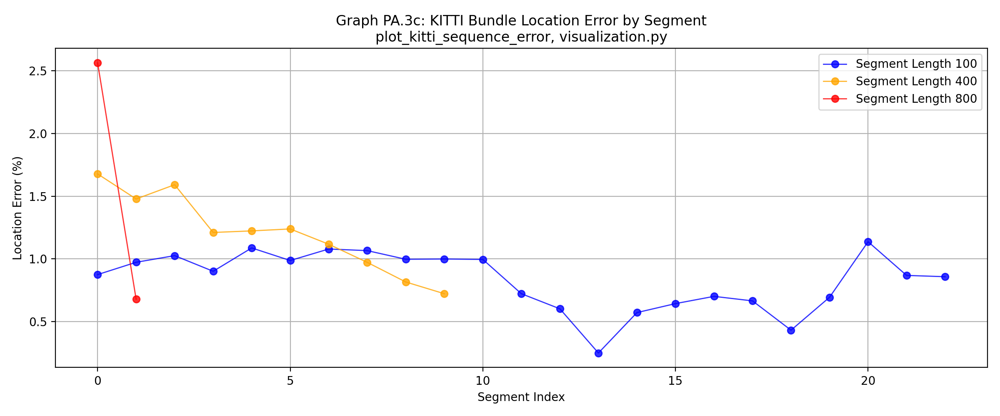 Graph PA.3c: KITTI Bundle Location Error by Segment
plot_kitti_sequence_error, visualization.py
Segment Length 100
Segment Length 400
Segment Length 800
Location Error (%)
2.5
2.0
1.5
1.0
0.5
0 5 10 15 20
Segment Index